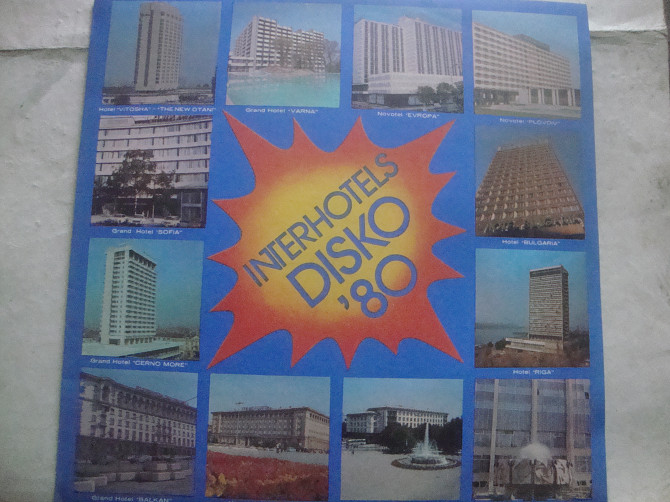 Hotel "VITOSHA" - "THE NEW OTANI"
Grand Hotel "VARNA"
Novotel "EVROPA"
Novotel "PLOVDIV"
Grand Hotel "SOFIA"
INTERHOTELS
DISKO
'80
Hotel "BULGARIA"
Grand Hotel "CERNO MORE"
Hotel "RIGA"
Grand Hotel "BALKAN"